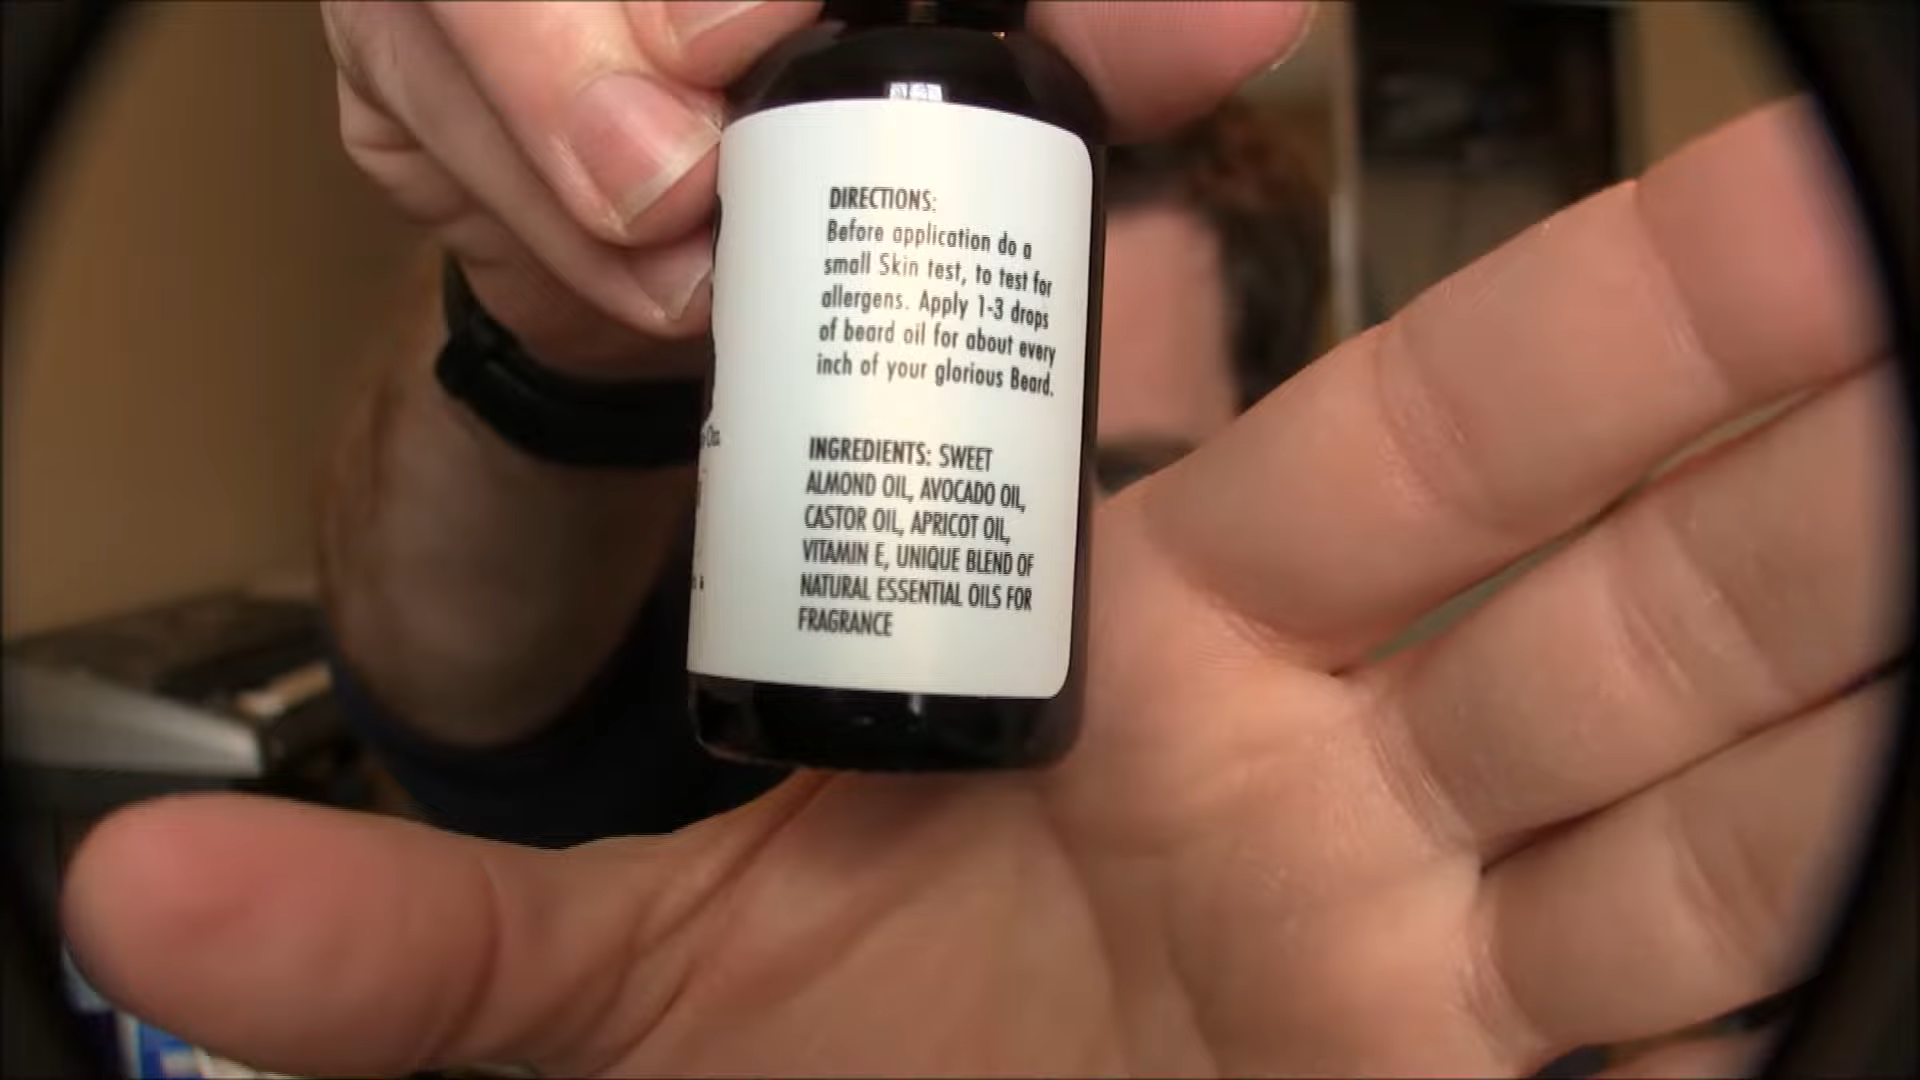 DIRECTIONS:
Before application do a
small Skin test, to test for
allergens. Apply 1-3 drops
of beard oil for about every
inch of your glorious Beard.
INGREDIENTS: SWEET
ALMOND OIL, AVOCADO OIL,
CASTOR OIL, APRICOT OIL,
VITAMIN E, UNIQUE BLEND OF
NATURAL ESSENTIAL OILS FOR
FRAGRANCE